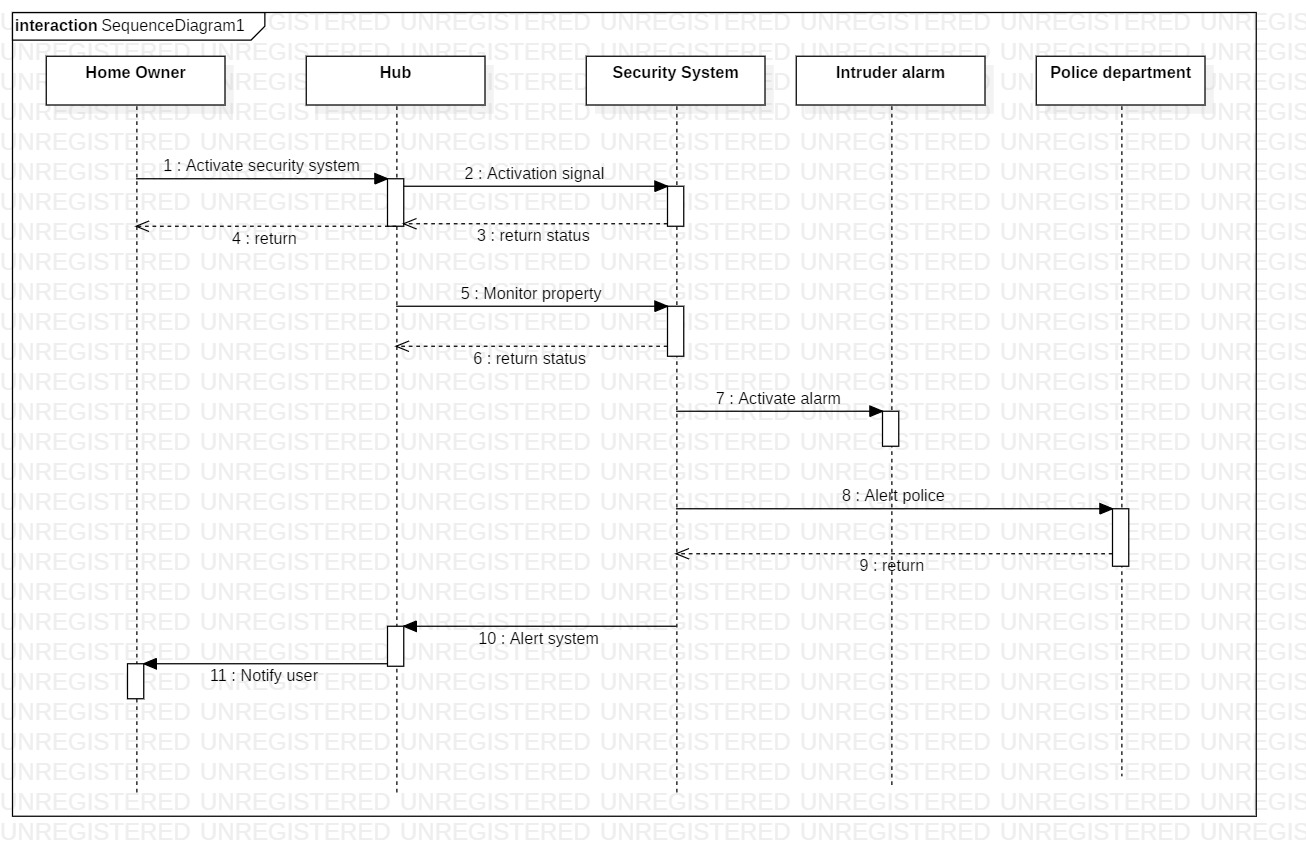 interaction SequenceDiagram1
Home Owner
Hub
Security System
Intruder alarm
Police department
1 : Activate security system
2 : Activation signal
3 : return status
4 : return
5 : Monitor property
6 : return status
7 : Activate alarm
8 : Alert police
9 : return
10 : Alert system
11 : Notify user
UNREGISTERED UNREGISTERED UNREGISTERED UNREGISTERED UNREGISTERED UNREGISTERED